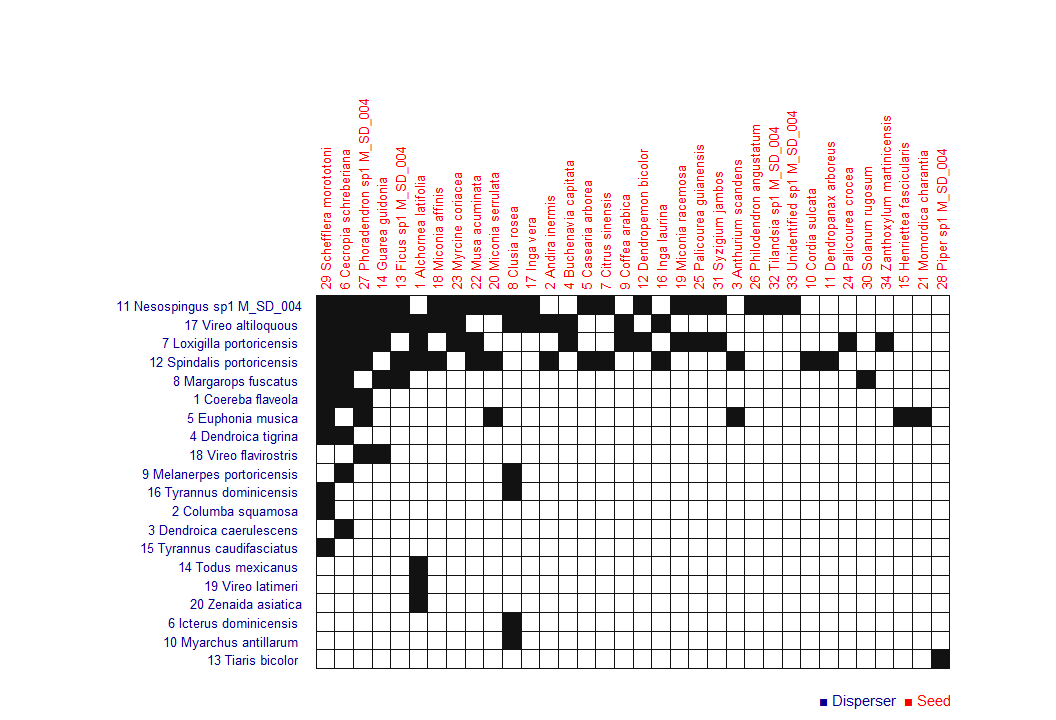 29 Schefflera morototoni
6 Cecropia schreberiana
27 Phoradendron sp1 M_SD_004
14 Guarea guidonia
13 Ficus sp1 M_SD_004
1 Alchornea latifolia
18 Miconia affinis
23 Myrcine coriacea
22 Musa acuminata
20 Miconia serrulata
8 Clusia rosea
17 Inga vera
2 Andira inermis
4 Buchenavia capitata
5 Casearia arborea
7 Citrus sinensis
9 Coffea arabica
12 Dendropemon bicolor
16 Inga laurina
19 Miconia racemosa
25 Palicourea guianensis
31 Syzigium jambos
3 Anthurium scandens
26 Philodendron angustatum
32 Tilandsia sp1 M_SD_004
33 Unidentified sp1 M_SD_004
10 Cordia sulcata
11 Dendropanax arboreus
24 Palicourea crocea
30 Solanum rugosum
34 Zanthoxylum martinicensis
15 Henriettea fascicularis
21 Momordica charantia
28 Piper sp1 M_SD_004
11 Nesospingus sp1 M_SD_004
17 Vireo altiloquous
7 Loxigilla portoricensis
12 Spindalis portoricensis
8 Margarops fuscatus
1 Coereba flaveola
5 Euphonia musica
4 Dendroica tigrina
18 Vireo flavirostris
9 Melanerpes portoricensis
16 Tyrannus dominicensis
2 Columba squamosa
3 Dendroica caerulescens
15 Tyrannus caudifasciatus
14 Todus mexicanus
19 Vireo latimeri
20 Zenaida asiatica
6 Icterus dominicensis
10 Myarchus antillarum
13 Tiaris bicolor
Disperser Seed